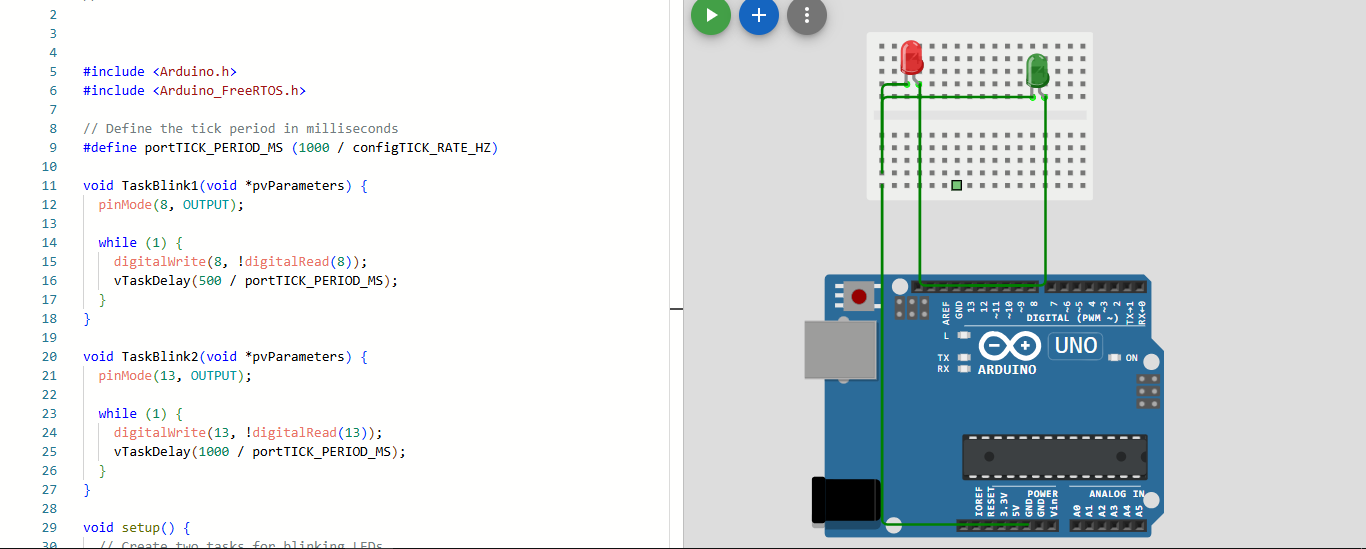 //
2
3
4
5 #include <Arduino.h>
6 #include <Arduino_FreeRTOS.h>
7
8 // Define the tick period in milliseconds
9 #define portTICK_PERIOD_MS (1000 / configTICK_RATE_HZ)
10
11 void TaskBlink1(void *pvParameters) {
12 pinMode(8, OUTPUT);
13
14 while (1) {
15 digitalWrite(8, !digitalRead(8));
16 vTaskDelay(500 / portTICK_PERIOD_MS);
17 }
18 }
19
20 void TaskBlink2(void *pvParameters) {
21 pinMode(13, OUTPUT);
22
23 while (1) {
24 digitalWrite(13, !digitalRead(13));
25 vTaskDelay(1000 / portTICK_PERIOD_MS);
26 }
27 }
28
29 void setup() {
30 // Create two tasks for blinking LEDs
AREF GND 13 12 ~11 ~10 ~9 8 7 ~6 ~5 4 ~3 2 TX→1 RX←0
DIGITAL (PWM ~)
L
TX
RX
UNO
ON
ARDUINO
IOREF RESET 3.3V 5V GND GND Vin
POWER
ANALOG IN
A0 A1 A2 A3 A4 A5